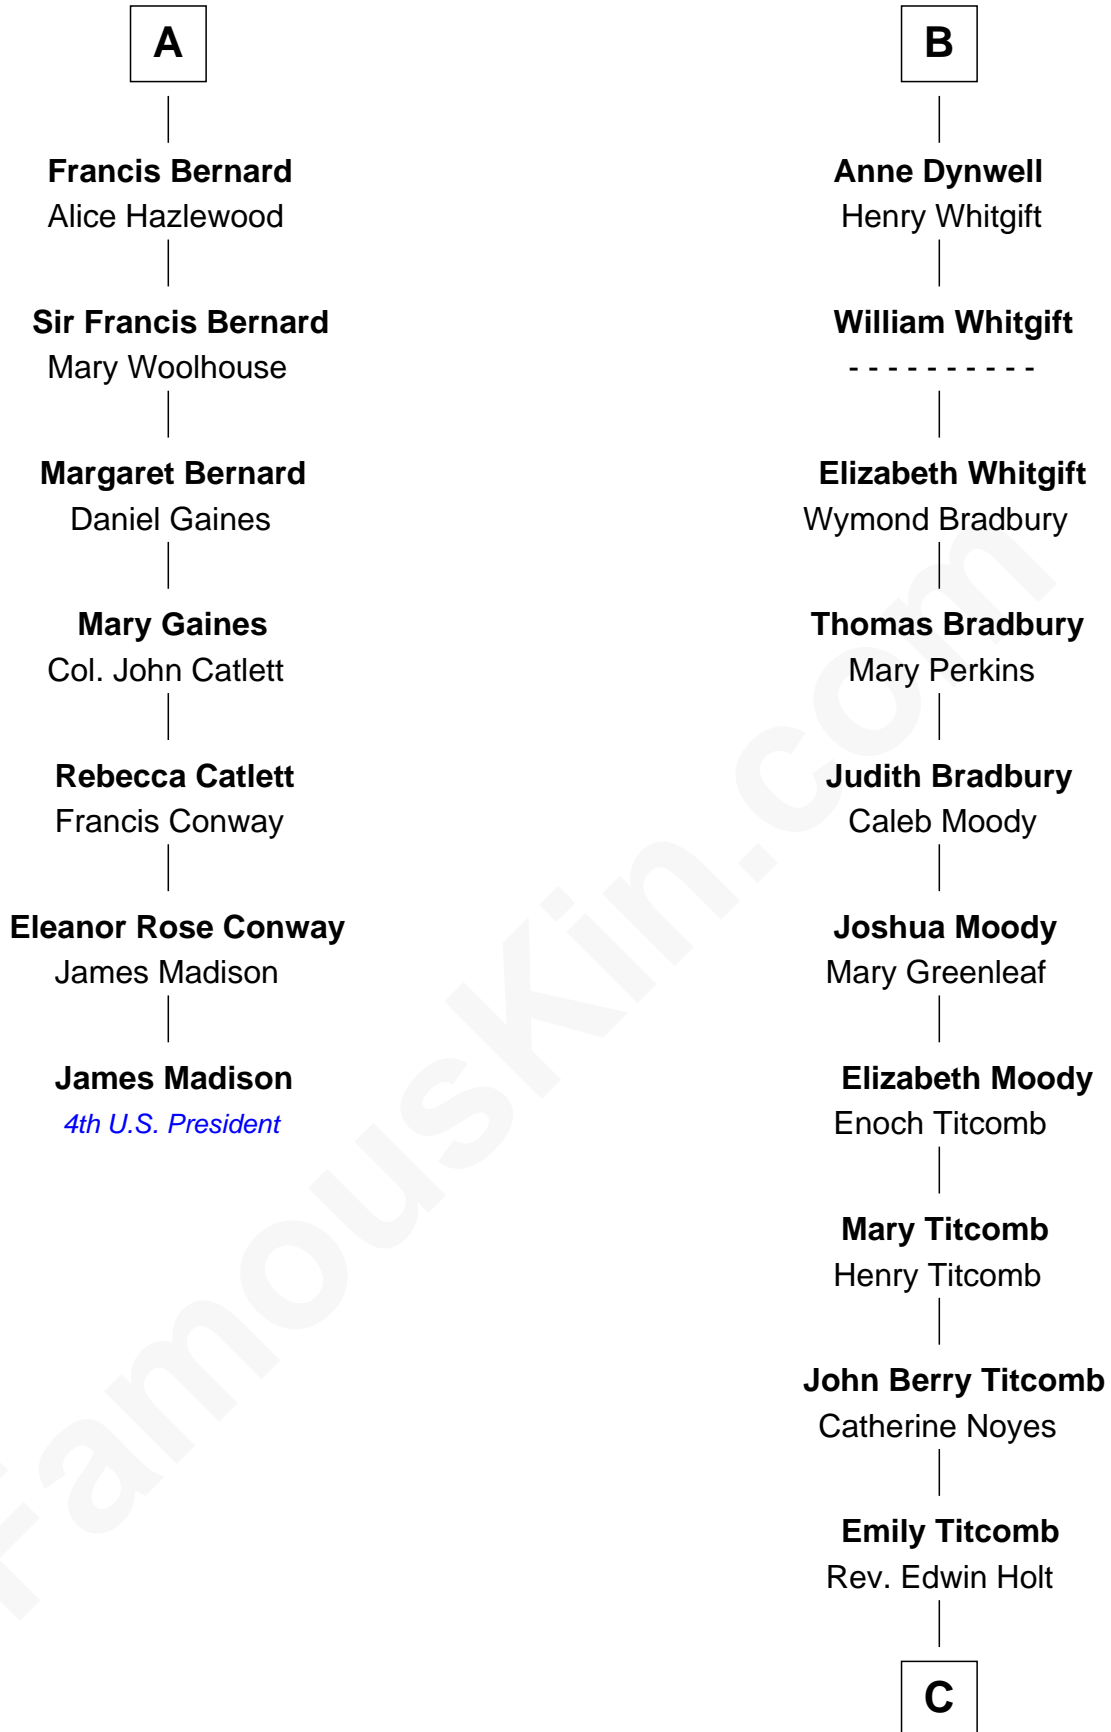 A
Francis Bernard
Alice Hazlewood
Sir Francis Bernard
Mary Woolhouse
Margaret Bernard
Daniel Gaines
Mary Gaines
Col. John Catlett
Rebecca Catlett
Francis Conway
Eleanor Rose Conway
James Madison
James Madison
4th U.S. President
B
Anne Dynwell
Henry Whitgift
William Whitgift
- - - - - - - - - -
Elizabeth Whitgift
Wymond Bradbury
Thomas Bradbury
Mary Perkins
Judith Bradbury
Caleb Moody
Joshua Moody
Mary Greenleaf
Elizabeth Moody
Enoch Titcomb
Mary Titcomb
Henry Titcomb
John Berry Titcomb
Catherine Noyes
Emily Titcomb
Rev. Edwin Holt
C
FamousKin.com